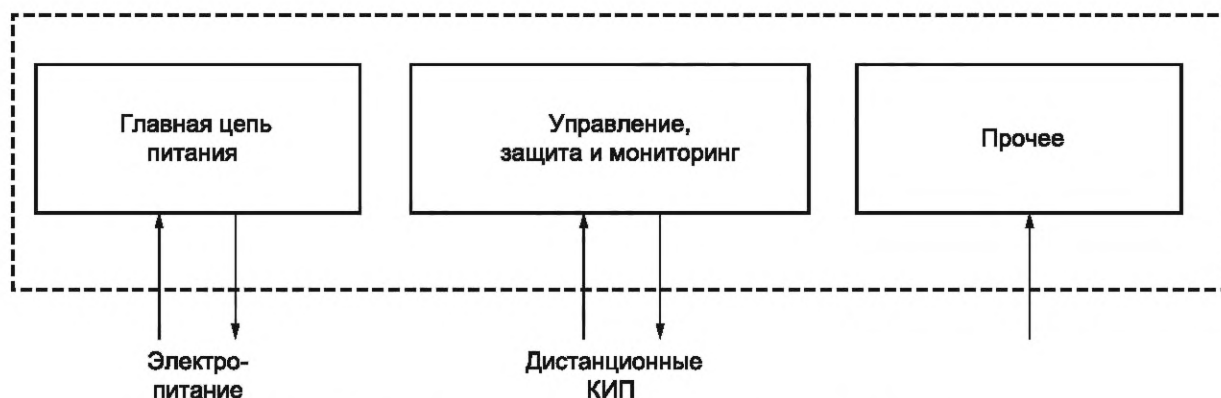 Главная цепь
питания
Управление,
защита и мониторинг
Прочее
Электро-
питание
Дистанционные
КИП